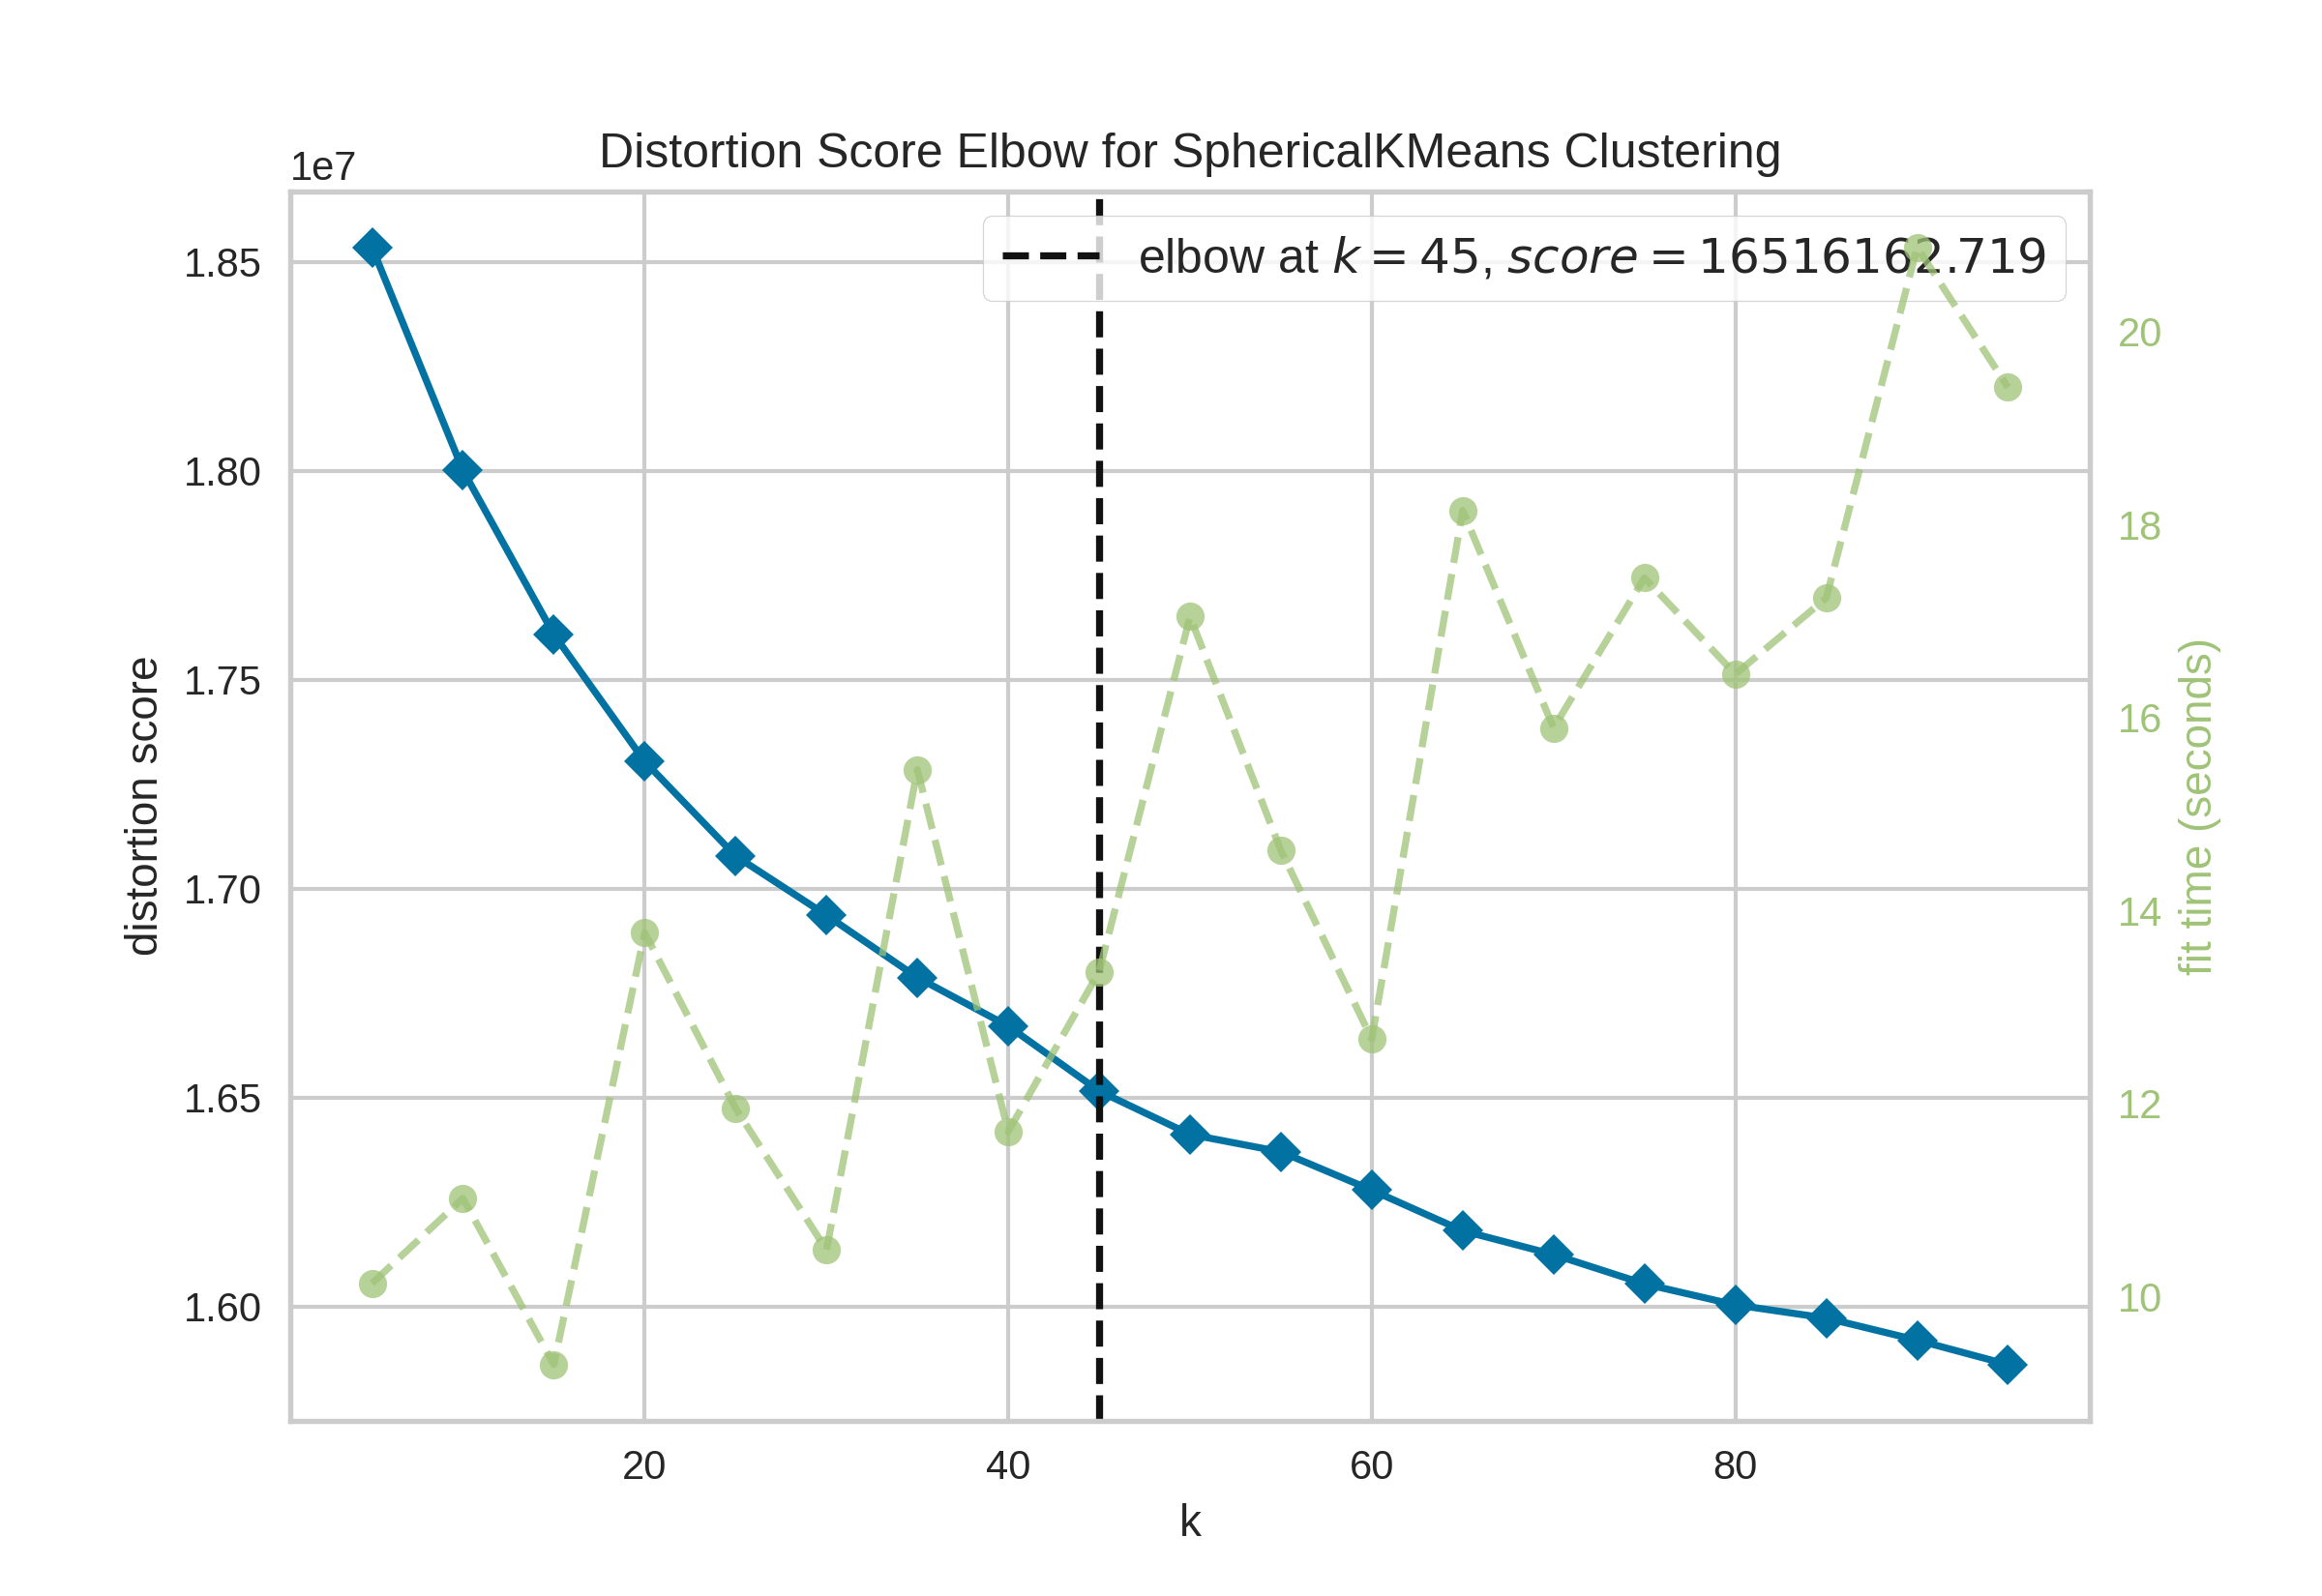 Distortion Score Elbow for SphericalKMeans Clustering
1e7
elbow at k = 45, score = 16516162.719
1.85
1.80
1.75
1.70
1.65
1.60
distortion score
20
18
16
14
12
10
fit time (seconds)
20 40 60 80
k